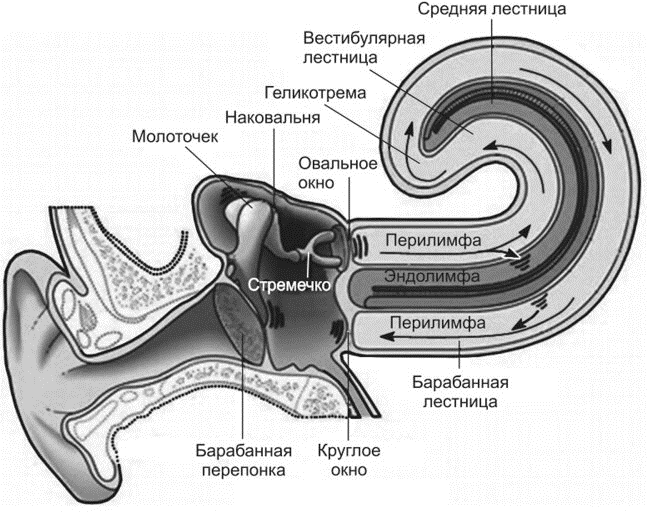 Средняя лестница
Вестибулярная
лестница
Геликотрема
Наковальня
Молоточек
Овальное
окно
Перилимфа
Стремечко
Эндолимфа
Перилимфа
Барабанная
лестница
Барабанная
перепонка
Круглое
окно